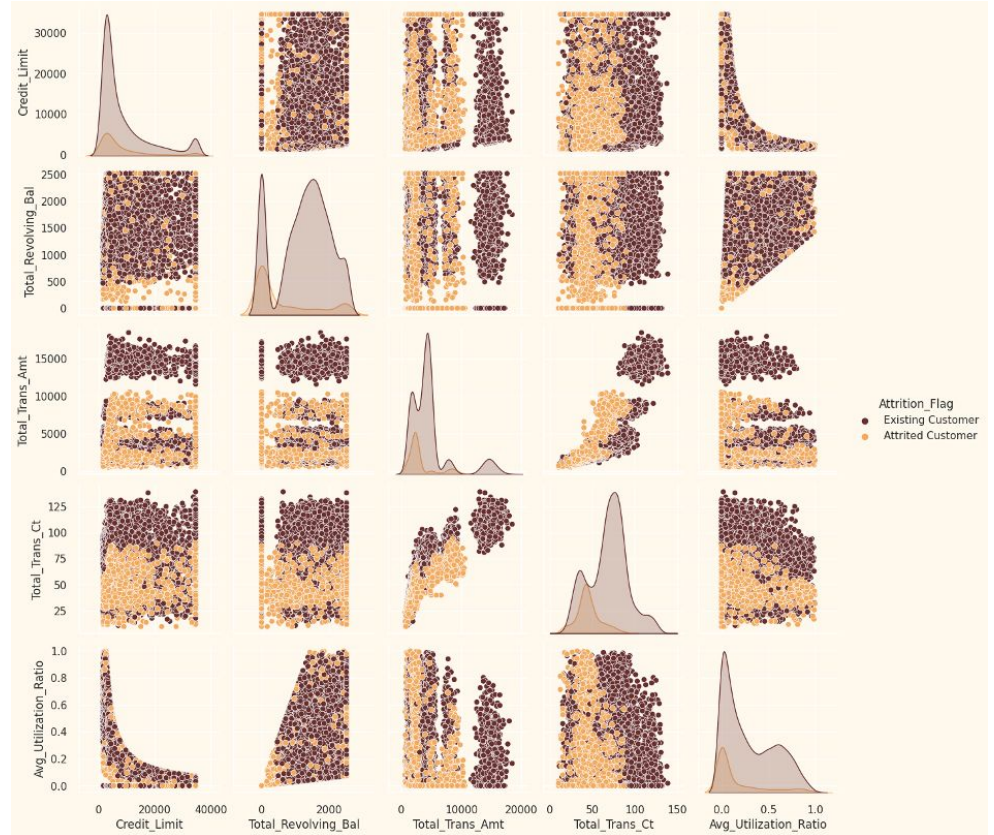 Credit_Limit
30000
20000
10000
0
Total_Revolving_Bal
2500
2000
1500
1000
500
0
Total_Trans_Amt
15000
10000
5000
0
Total_Trans_Ct
125
100
75
50
25
Avg_Utilization_Ratio
1.0
0.8
0.6
0.4
0.2
0.0
0 20000 40000
Credit_Limit
0 2000
Total_Revolving_Bal
0 10000 20000
Total_Trans_Amt
0 50 100 150
Total_Trans_Ct
0.0 0.5 1.0
Avg_Utilization_Ratio
Attrition_Flag
Existing Customer
Attrited Customer